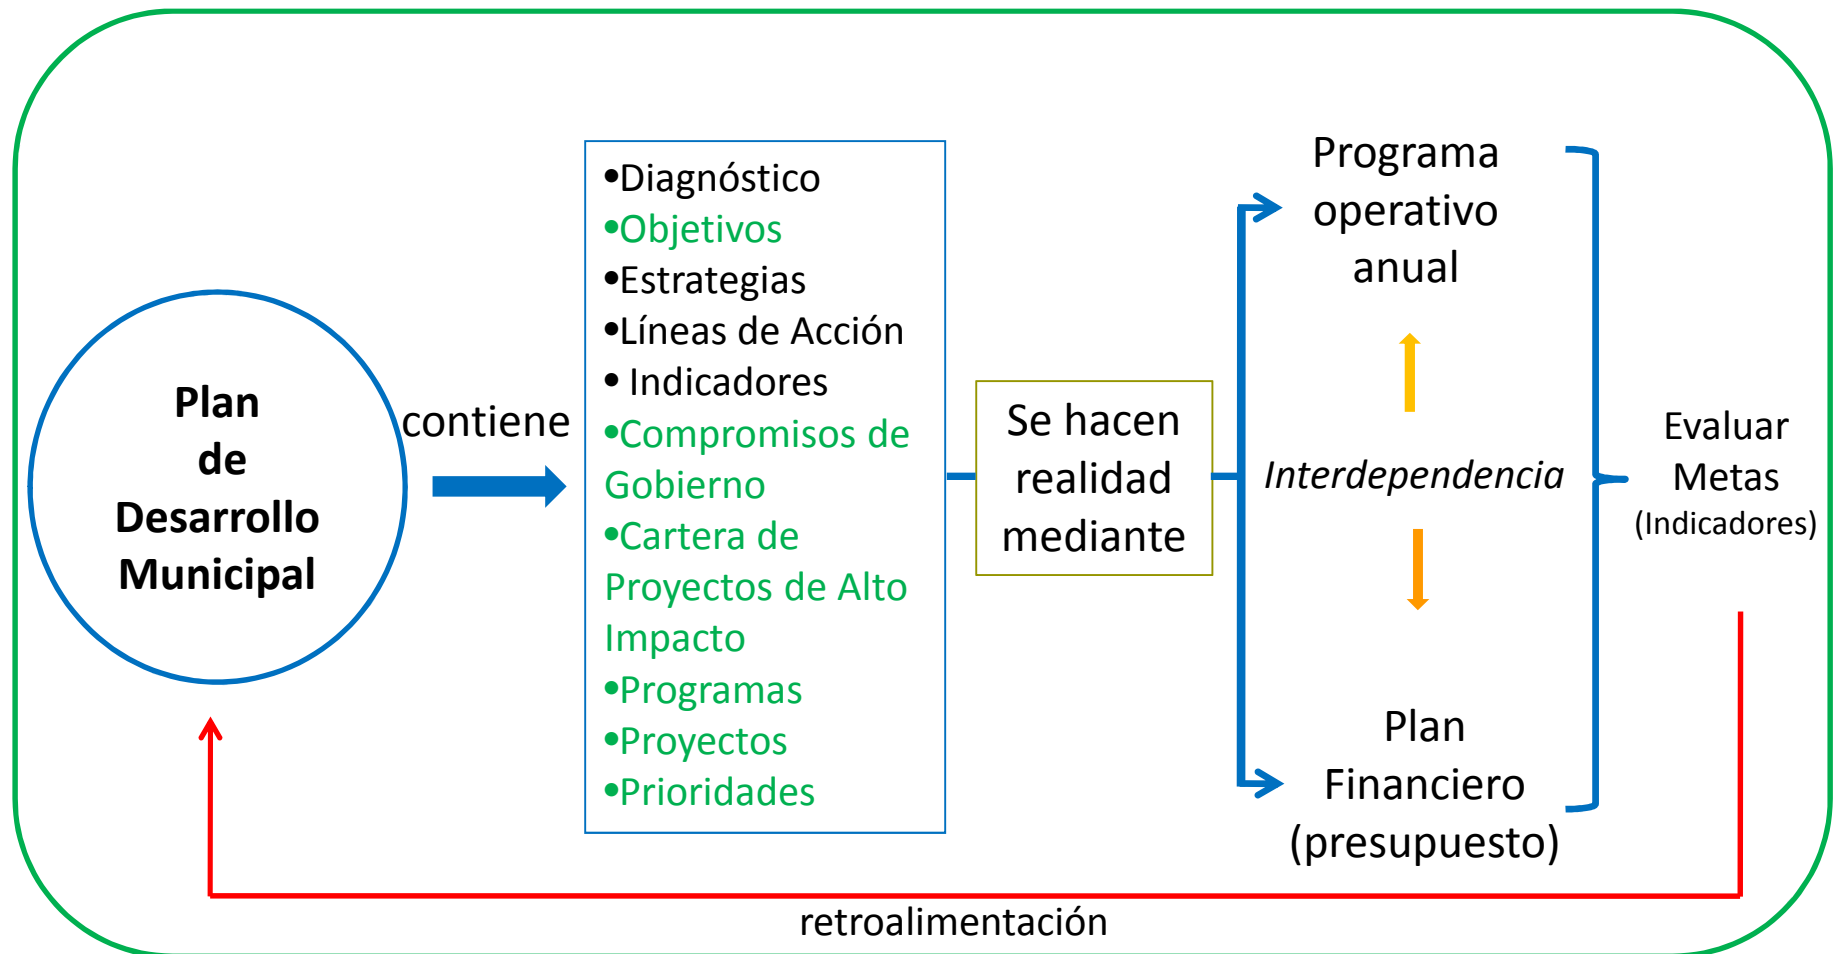 Plan
de
Desarrollo
Municipal
contiene
•Diagnóstico
•Objetivos
•Estrategias
•Líneas de Acción
• Indicadores
•Compromisos de
Gobierno
•Cartera de
Proyectos de Alto
Impacto
•Programas
•Proyectos
•Prioridades
Se hacen
realidad
mediante
Programa
operativo
anual
Interdependencia
Plan
Financiero
(presupuesto)
Evaluar
Metas
(Indicadores)
retroalimentación